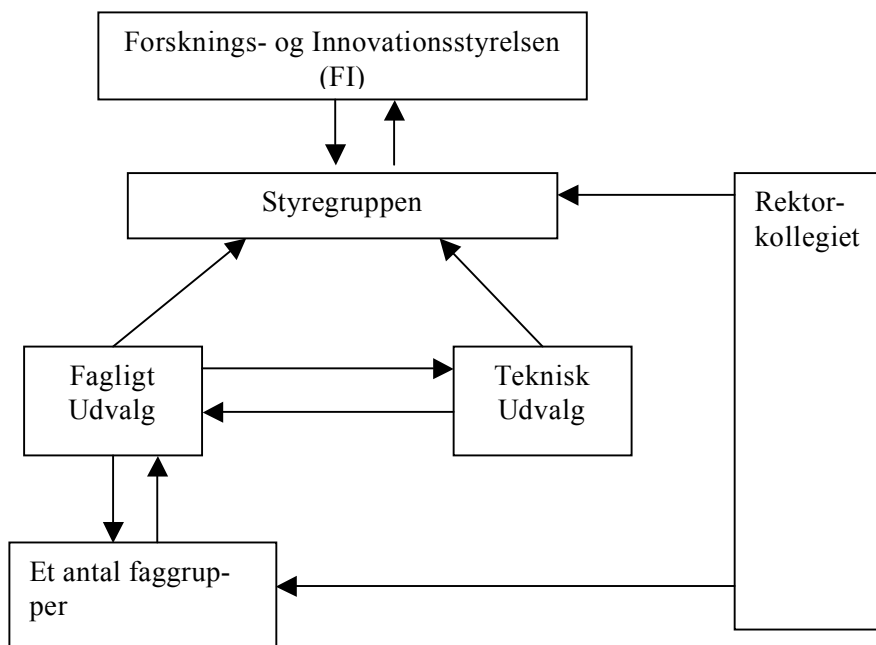 Forsknings- og Innovationsstyrelsen
(FI)
Styregruppen
Rektor-
kollegiet
Fagligt
Udvalg
Teknisk
Udvalg
Et antal faggrup-
per